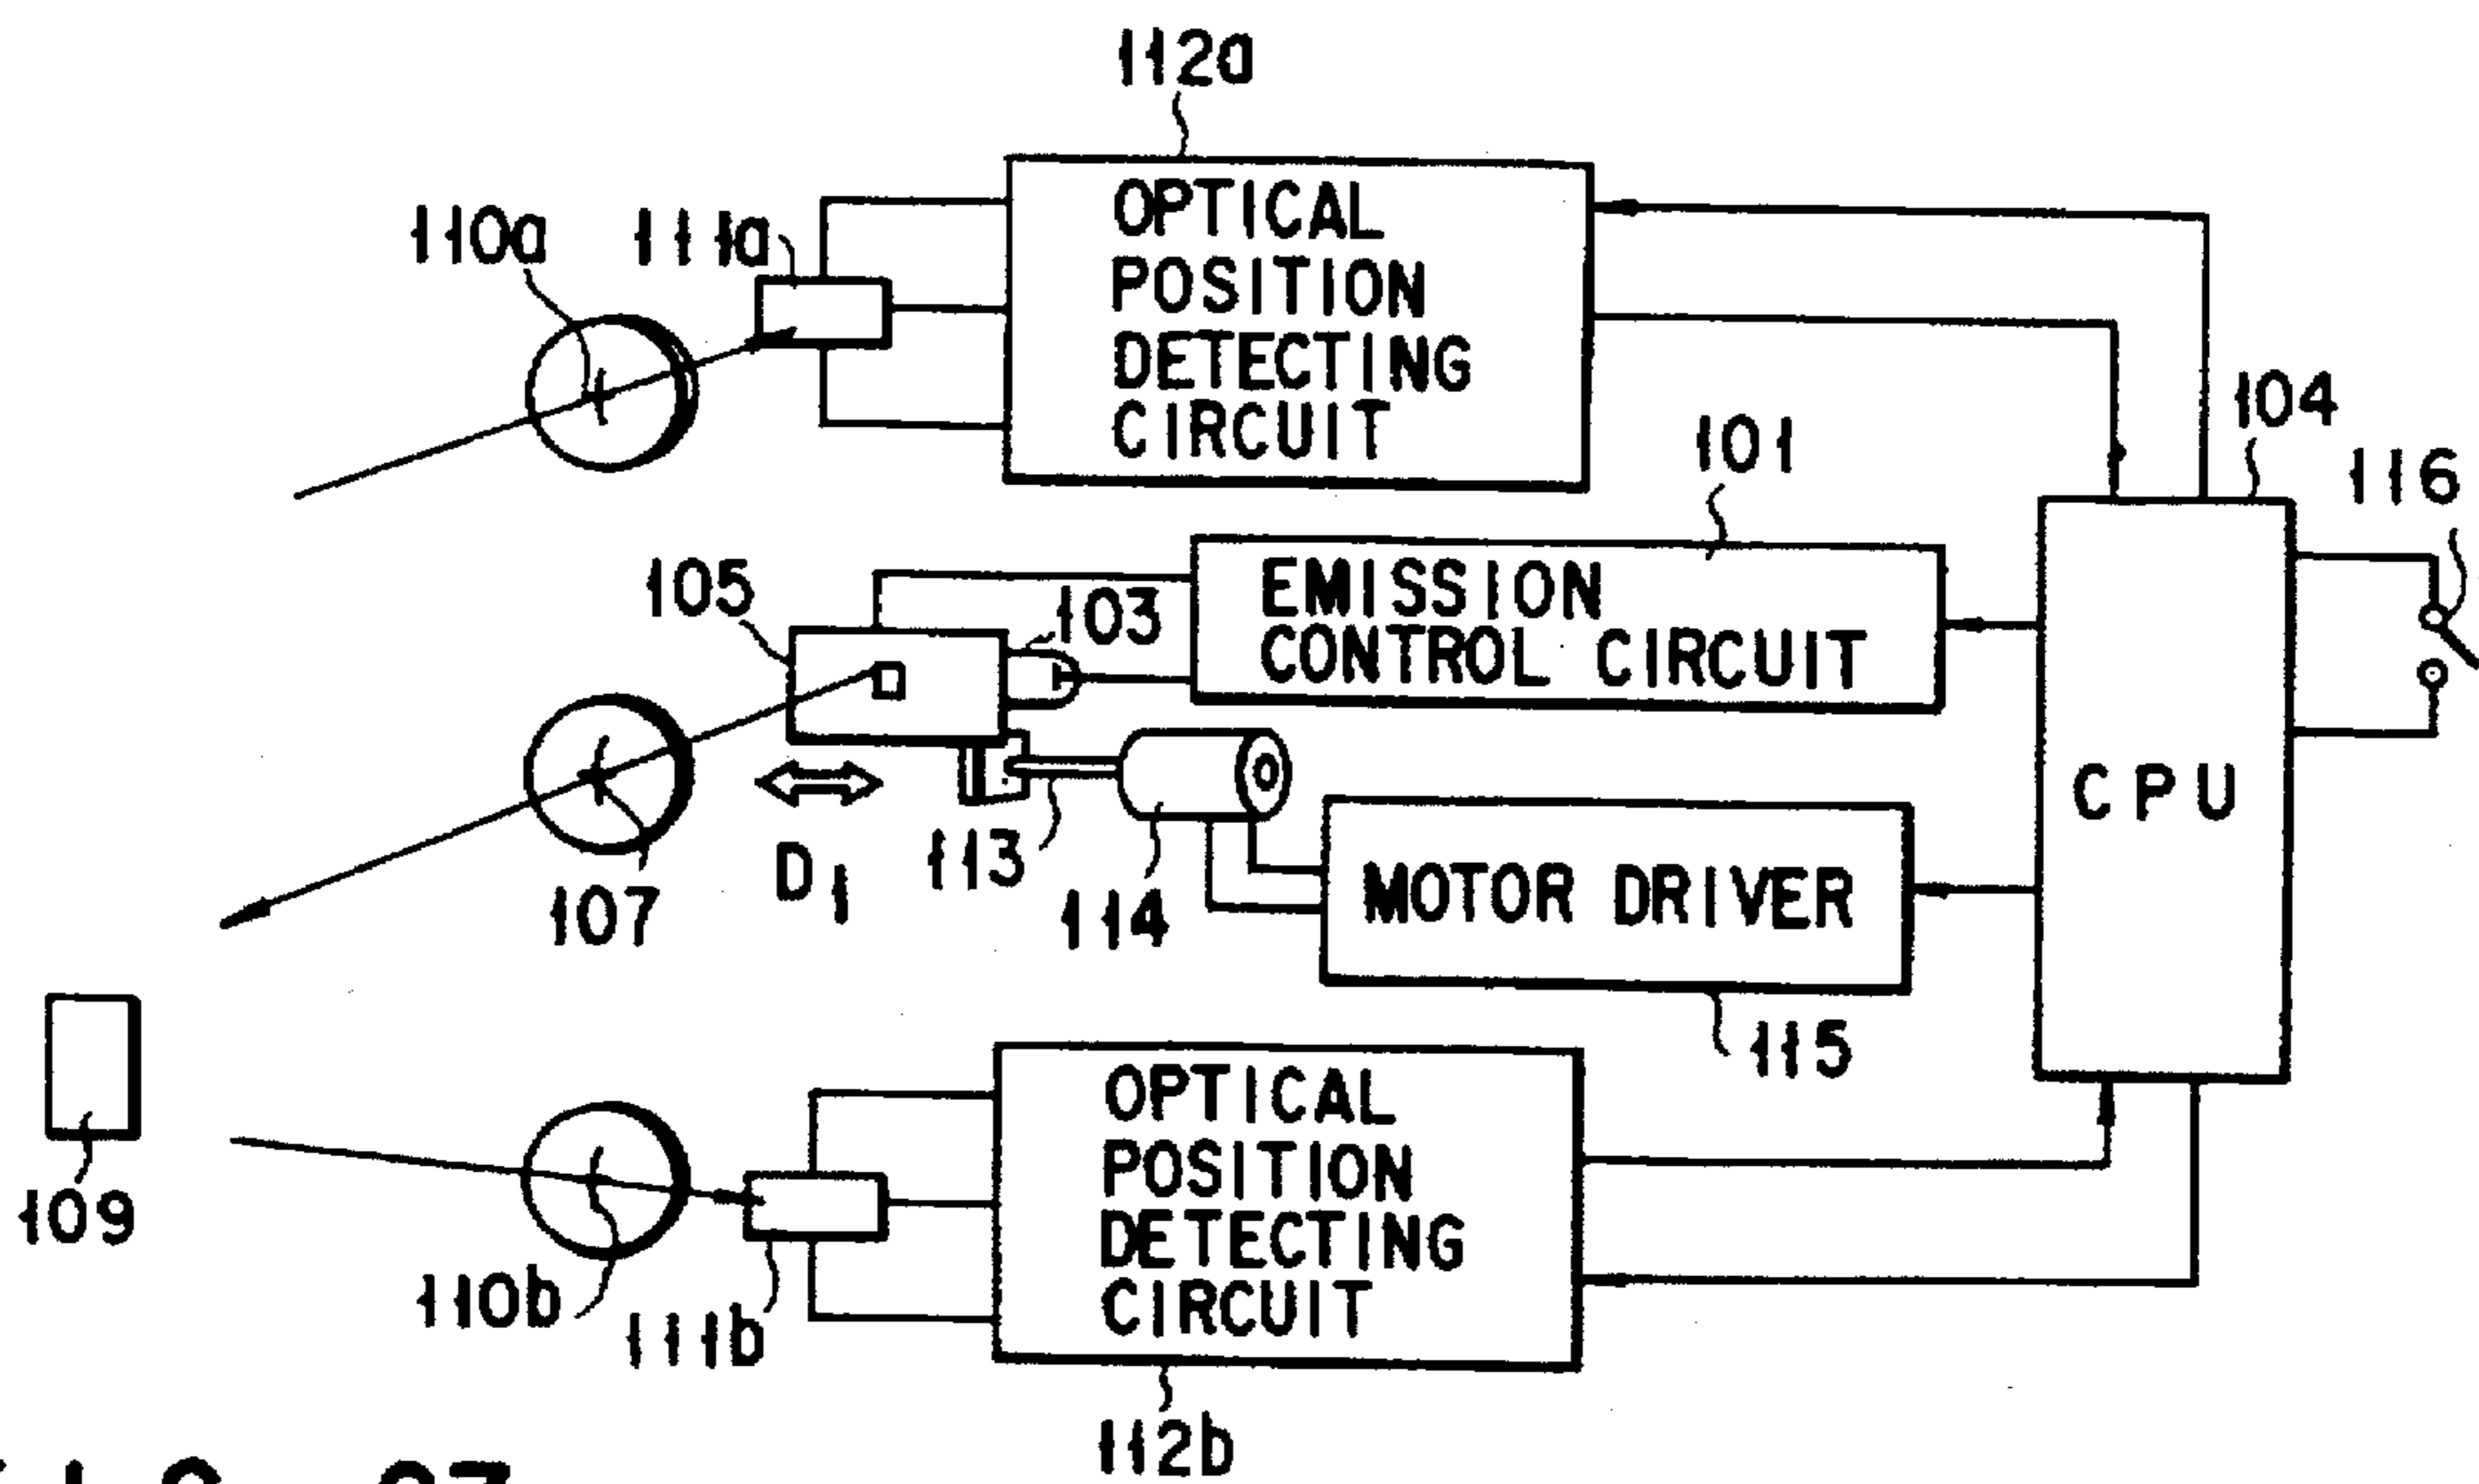 112a
OPTICAL
POSITION
DETECTING
CIRCUIT
110a
111a
101
104
116
105
103
EMISSION
CONTROL CIRCUIT
CPU
107
D1
113
114
MOTOR DRIVER
115
109
OPTICAL
POSITION
DETECTING
CIRCUIT
110b
111b
112b